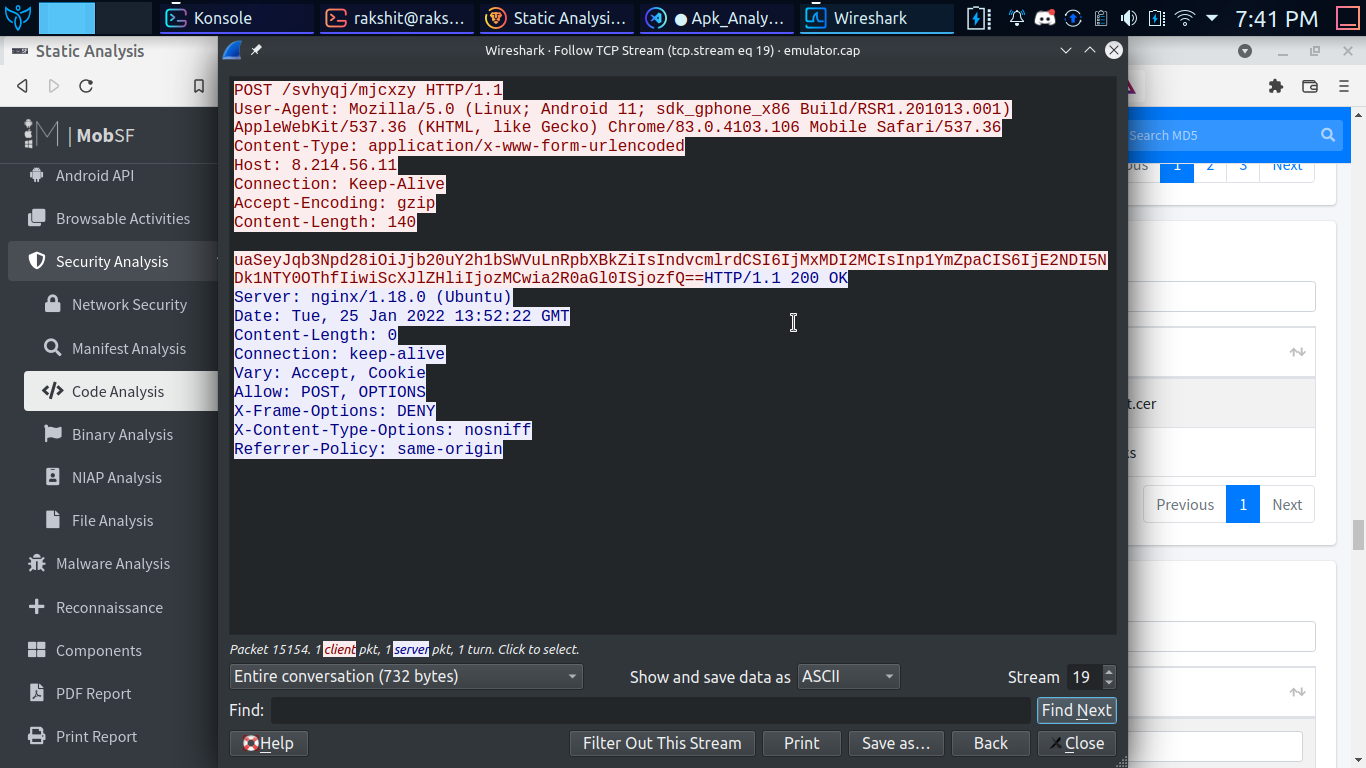 Konsole
rakshit@raks...
Static Analysi...
● Apk_Analy...
Wireshark
7:41 PM
Static Analysis
Wireshark · Follow TCP Stream (tcp.stream eq 19) · emulator.cap
MobSF
Android API
Browsable Activities
Security Analysis
Network Security
Manifest Analysis
Code Analysis
Binary Analysis
NIAP Analysis
File Analysis
Malware Analysis
Reconnaissance
Components
PDF Report
Print Report
POST /svhyqj/mjcxzy HTTP/1.1
User-Agent: Mozilla/5.0 (Linux; Android 11; sdk_gphone_x86 Build/RSR1.201013.001)
AppleWebKit/537.36 (KHTML, like Gecko) Chrome/83.0.4103.106 Mobile Safari/537.36
Content-Type: application/x-www-form-urlencoded
Host: 8.214.56.11
Connection: Keep-Alive
Accept-Encoding: gzip
Content-Length: 140
uaSeyJqb3Npd28iOiJjb20uY2h1bSWVuLnRpbXBkZiIsIndvcmlrdCSI6IjMxMDI2MCIsInp1YmZpaCIS6IjE2NDI5N
Dk1NTY0OThfIiwiScXJlZHliIjozMCwia2R0aGl0ISjozfQ==HTTP/1.1 200 OK
Server: nginx/1.18.0 (Ubuntu)
Date: Tue, 25 Jan 2022 13:52:22 GMT
Content-Length: 0
Connection: keep-alive
Vary: Accept, Cookie
Allow: POST, OPTIONS
X-Frame-Options: DENY
X-Content-Type-Options: nosniff
Referrer-Policy: same-origin
Packet 15154. 1 client pkt, 1 server pkt, 1 turn. Click to select.
Entire conversation (732 bytes)
Show and save data as
ASCII
Stream
19
Find:
Find Next
Help
Filter Out This Stream
Print
Save as…
Back
Close
Search MD5
ous
1
2
3
Next
t.cer
ks
Previous
1
Next